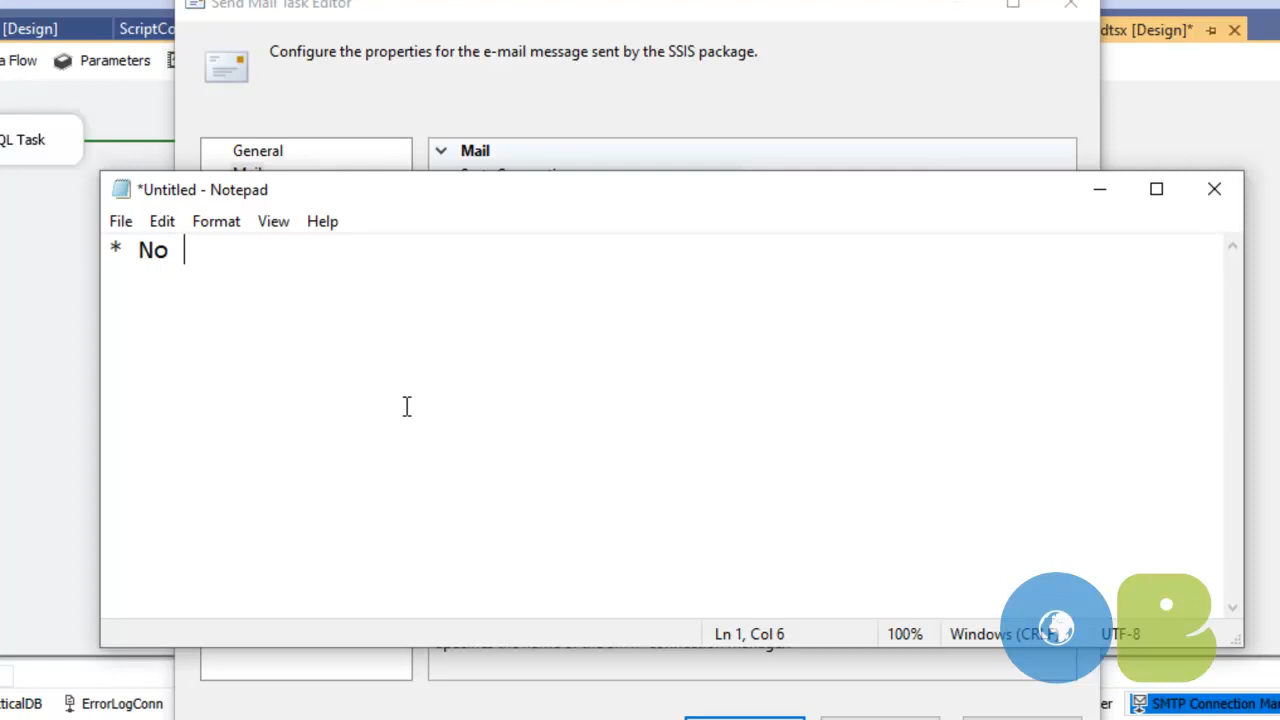 Send Mail Task Editor
[Design]
ScriptCo
dtsx [Design]*
Configure the properties for the e-mail message sent by the SSIS package.
a Flow
Parameters
QL Task
General
Mail
*Untitled - Notepad
File Edit Format View Help
* No
Ln 1, Col 6
100%
Windows (CRLF)
UTF-8
B
cticalDB
ErrorLogConn
er
SMTP Connection Ma